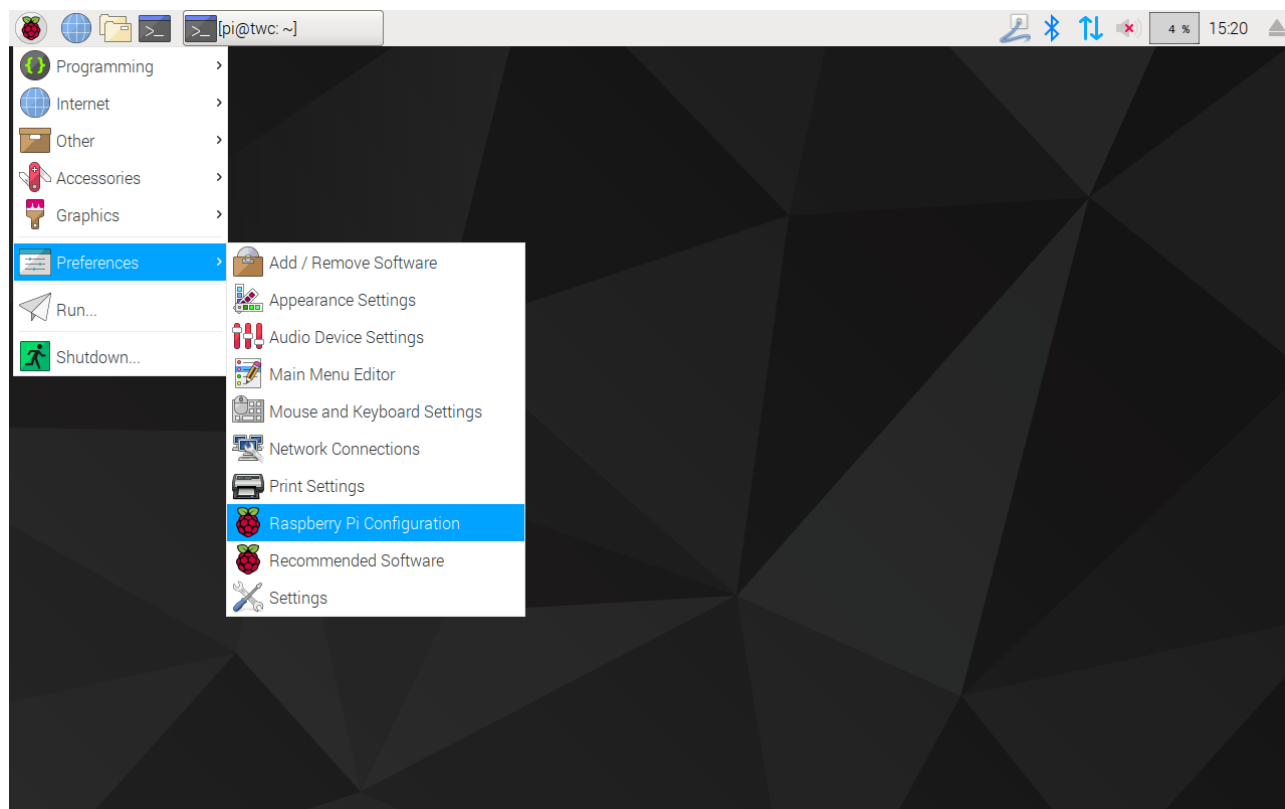 [pi@twc: ~]
4 %
15:20
Programming
Internet
Other
Accessories
Graphics
Preferences
Run...
Shutdown...
Add / Remove Software
Appearance Settings
Audio Device Settings
Main Menu Editor
Mouse and Keyboard Settings
Network Connections
Print Settings
Raspberry Pi Configuration
Recommended Software
Settings